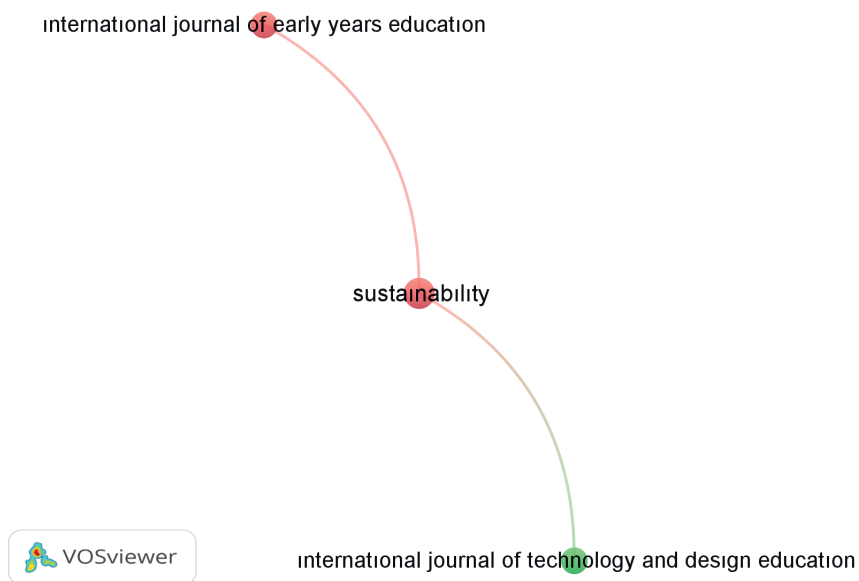 ınternatıonal journal of early years educatıon
sustaınabılıty
ınternatıonal journal of technology and desıgn educatıon
VOSviewer